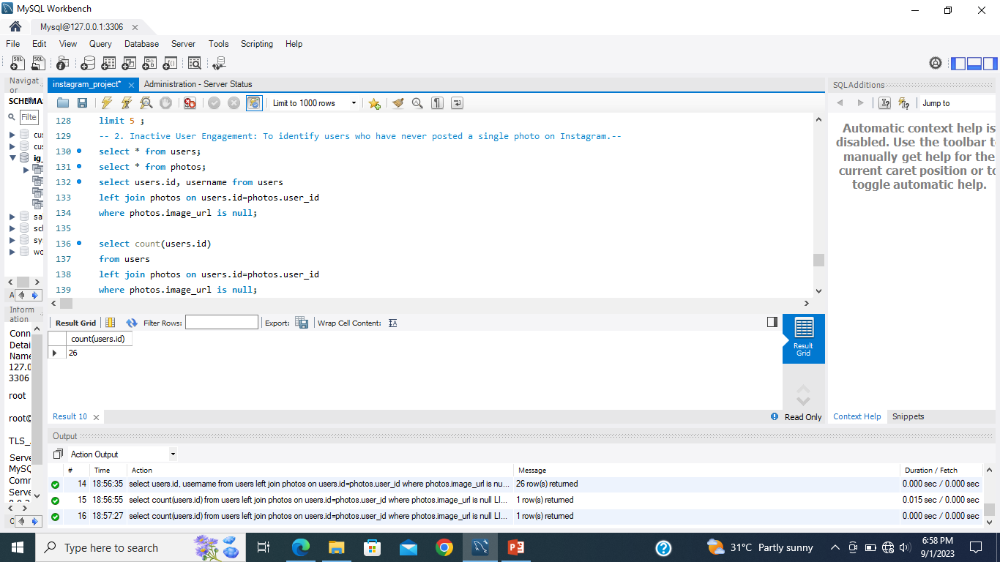 MySQL Workbench
Mysql@127.0.0.1:3306
File Edit View Query Database Server Tools Scripting Help
Navigat
or
SCHEMAS
Filte
cus
cus
ig_
sal
sch
sys
wo
A
Inform
ation
Conn
Detai
Name
127.0
3306
root
root@
TLS_
Serve
MySQ
Comm
Serve
instagram_project*
Administration - Server Status
Limit to 1000 rows
128 limit 5 ;
129 -- 2. Inactive User Engagement: To identify users who have never posted a single photo on Instagram.--
130 select * from users;
131 select * from photos;
132 select users.id, username from users
133 left join photos on users.id=photos.user_id
134 where photos.image_url is null;
135
136 select count(users.id)
137 from users
138 left join photos on users.id=photos.user_id
139 where photos.image_url is null;
Result Grid Filter Rows: Export: Wrap Cell Content:
count(users.id)
26
Result
Grid
Result 10
Read Only
SQLAdditions
Jump to
Automatic context help is
disabled. Use the toolbar t
manually get help for the
current caret position or to
toggle automatic help.
Context Help Snippets
Output
Action Output
# Time Action Message Duration / Fetch
14 18:56:35 select users.id, username from users left join photos on users.id=photos.user_id where photos.image_url is nu... 26 row(s) returned 0.000 sec / 0.000 sec
15 18:56:55 select count(users.id) from users left join photos on users.id=photos.user_id where photos.image_url is null LI... 1 row(s) returned 0.015 sec / 0.000 sec
16 18:57:27 select count(users.id) from users left join photos on users.id=photos.user_id where photos.image_url is null LI... 1 row(s) returned 0.000 sec / 0.000 sec
Type here to search
31°C Partly sunny
6:58 PM
9/1/2023